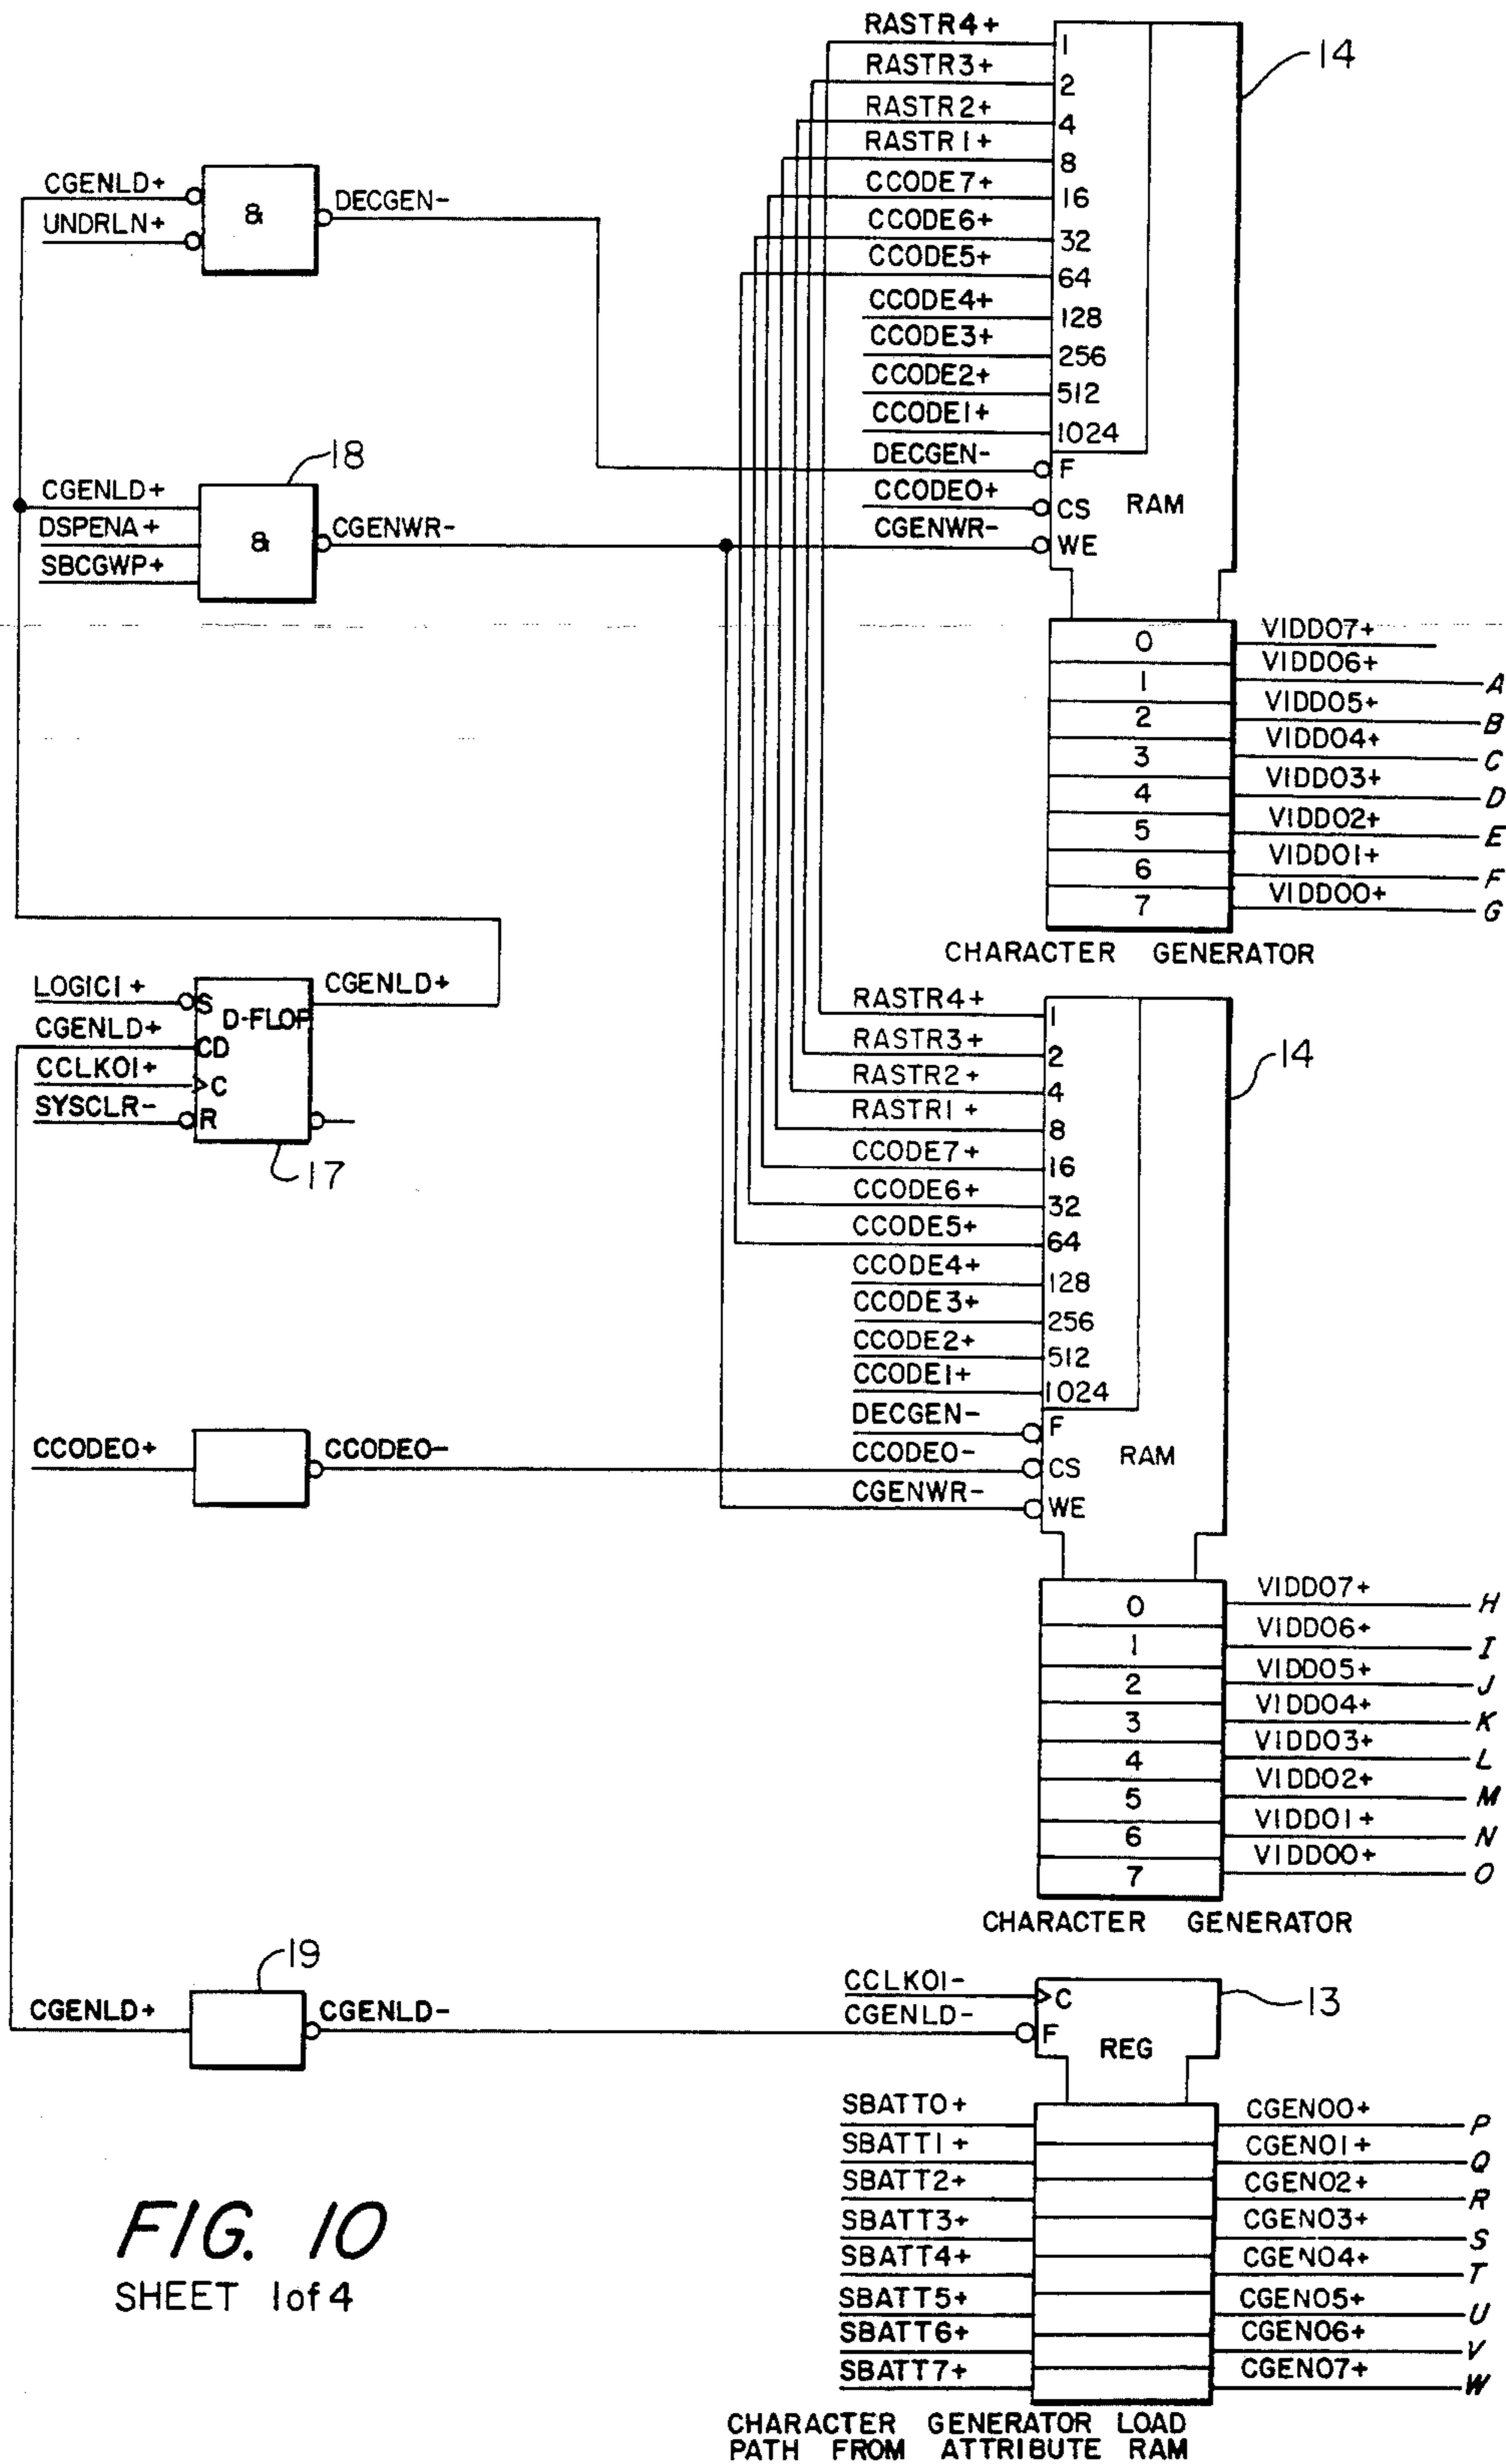 RASTR4+
1
14
RASTR3+
2
RASTR2+
4
RASTR1+
8
CGENLD+
CCODE7+
16
&
DECGEN-
UNDRLN+
CCODE6+
32
CCODE5+
64
CCODE4+
128
CCODE3+
256
CCODE2+
512
CCODE1+
1024
18
DECGEN-
F
CGENLD+
CCODE0+
CS
RAM
DSPENA+
&
CGENWR-
CGENWR-
WE
SBCGWP+
0
VIDD07+
1
VIDD06+
A
2
VIDD05+
B
3
VIDD04+
C
4
VIDD03+
D
5
VIDD02+
E
6
VIDD01+
F
7
VIDD00+
G
CHARACTER GENERATOR
LOGIC1+
S
D-FLOP
CGENLD+
CGENLD+
CD
CCLK01+
C
SYSCLR-
R
17
RASTR4+
1
14
RASTR3+
2
RASTR2+
4
RASTR1+
8
CCODE7+
16
CCODE6+
32
CCODE5+
64
CCODE4+
128
CCODE3+
256
CCODE2+
512
CCODE1+
1024
DECGEN-
F
CCODE0+
CCODE0-
CCODE0-
CS
RAM
CGENWR-
WE
0
VIDD07+
H
1
VIDD06+
I
2
VIDD05+
J
3
VIDD04+
K
4
VIDD03+
L
5
VIDD02+
M
6
VIDD01+
N
7
VIDD00+
O
CHARACTER GENERATOR
19
CGENLD+
CGENLD-
CCLK01-
C
13
CGENLD-
F
REG
SBATT0+
CGEN00+
P
SBATT1+
CGEN01+
Q
SBATT2+
CGEN02+
R
SBATT3+
CGEN03+
S
SBATT4+
CGEN04+
T
SBATT5+
CGEN05+
U
SBATT6+
CGEN06+
V
SBATT7+
CGEN07+
W
CHARACTER GENERATOR LOAD
PATH FROM ATTRIBUTE RAM
FIG. 10
SHEET 1 of 4